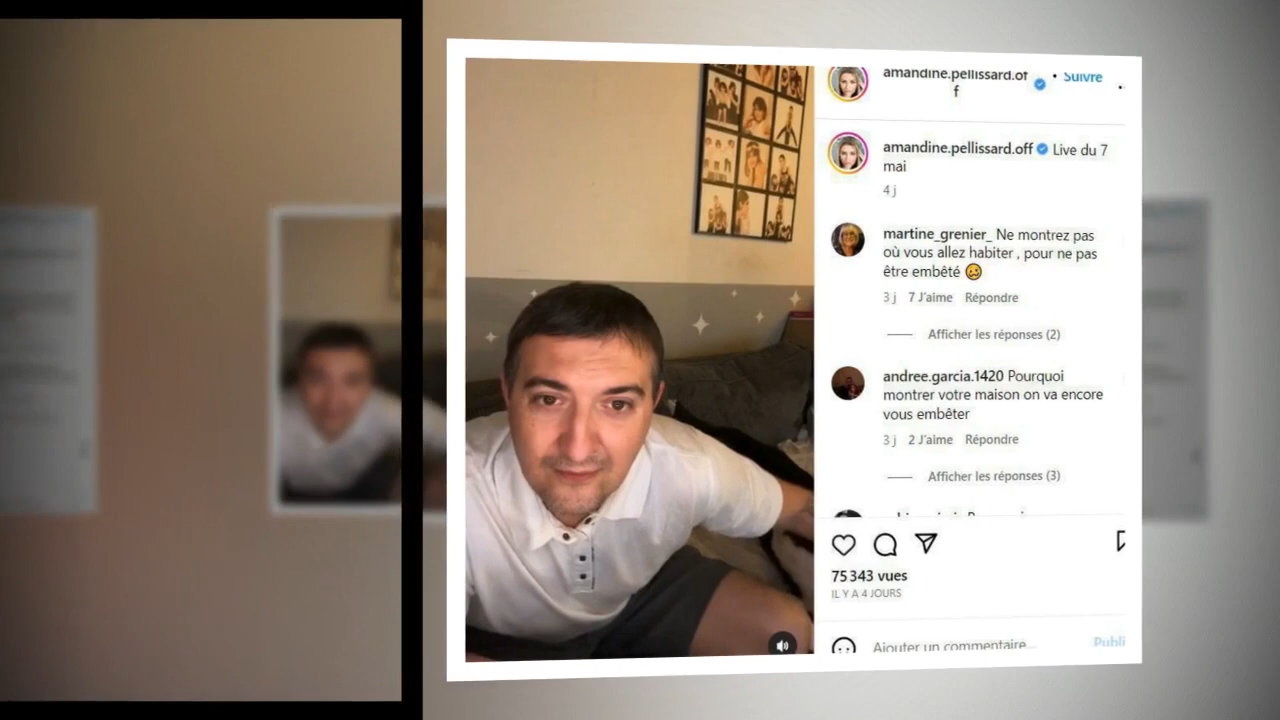 amandine.pellissard.of
f
• Suivre
amandine.pellissard.off Live du 7
mai
4 j
martine_grenier_ Ne montrez pas
où vous allez habiter , pour ne pas
être embêté 🥴
3 j 7 J'aime Répondre
Afficher les réponses (2)
andree.garcia.1420 Pourquoi
montrer votre maison on va encore
vous embêter
3 j 2 J'aime Répondre
Afficher les réponses (3)
75 343 vues
IL Y A 4 JOURS
Ajouter un commentaire...
Publi